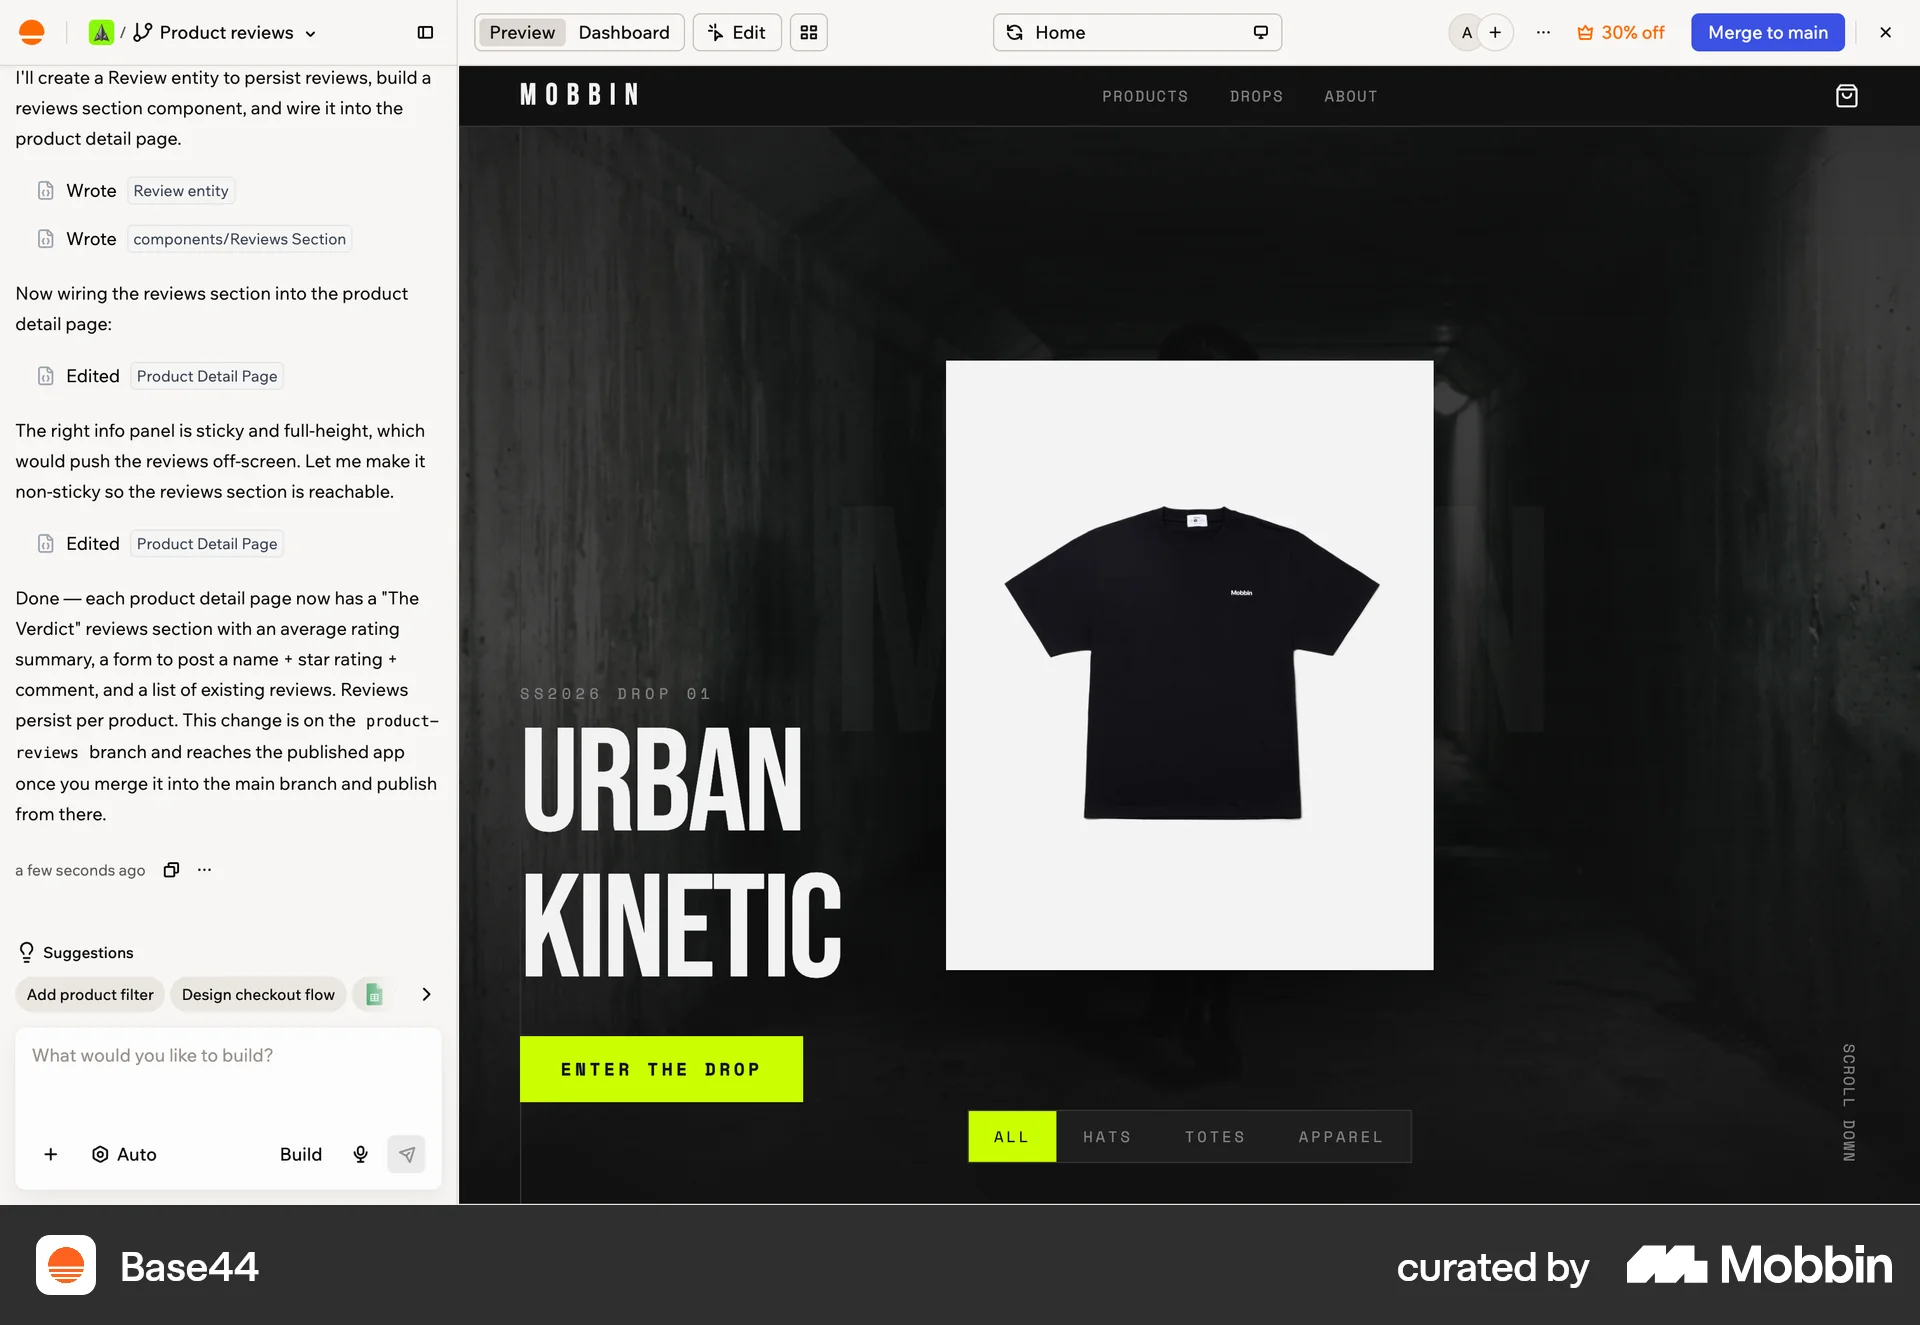 Product reviews
Preview
Dashboard
Edit
Home
A
30% off
Merge to main
I'll create a Review entity to persist reviews, build a
reviews section component, and wire it into the
product detail page.
Wrote Review entity
Wrote components/Reviews Section
Now wiring the reviews section into the product
detail page:
Edited Product Detail Page
The right info panel is sticky and full-height, which
would push the reviews off-screen. Let me make it
non-sticky so the reviews section is reachable.
Edited Product Detail Page
Done — each product detail page now has a "The
Verdict" reviews section with an average rating
summary, a form to post a name + star rating +
comment, and a list of existing reviews. Reviews
persist per product. This change is on the product-
reviews branch and reaches the published app
once you merge it into the main branch and publish
from there.
a few seconds ago
Suggestions
Add product filter
Design checkout flow
What would you like to build?
Auto
Build
MOBBIN
PRODUCTS
DROPS
ABOUT
Mobbin
SS2026 DROP 01
URBAN
KINETIC
ENTER THE DROP
ALL
HATS
TOTES
APPAREL
SCROLL DOWN
Base44
curated by Mobbin